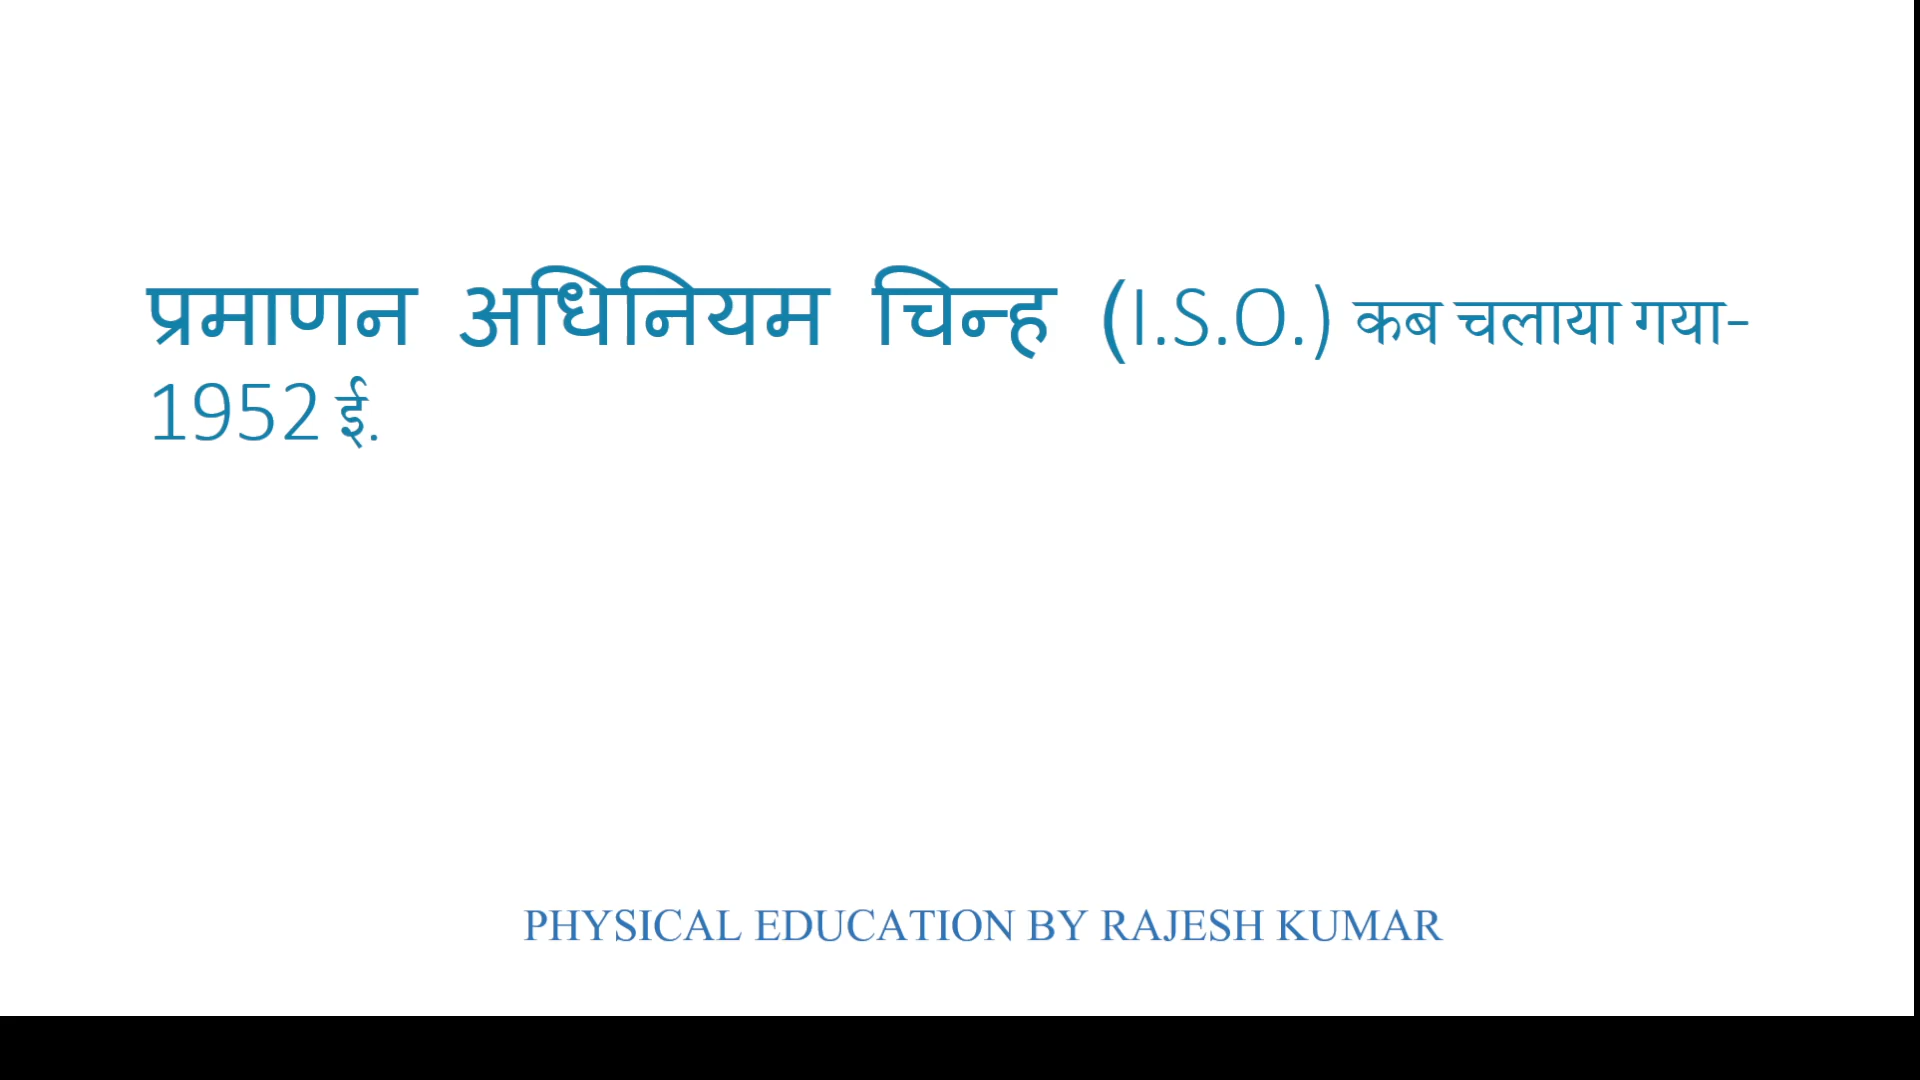 प्रमाणन अधिनियम चिन्ह (I.S.O.) कब चलाया गया-
1952 ई.
PHYSICAL EDUCATION BY RAJESH KUMAR